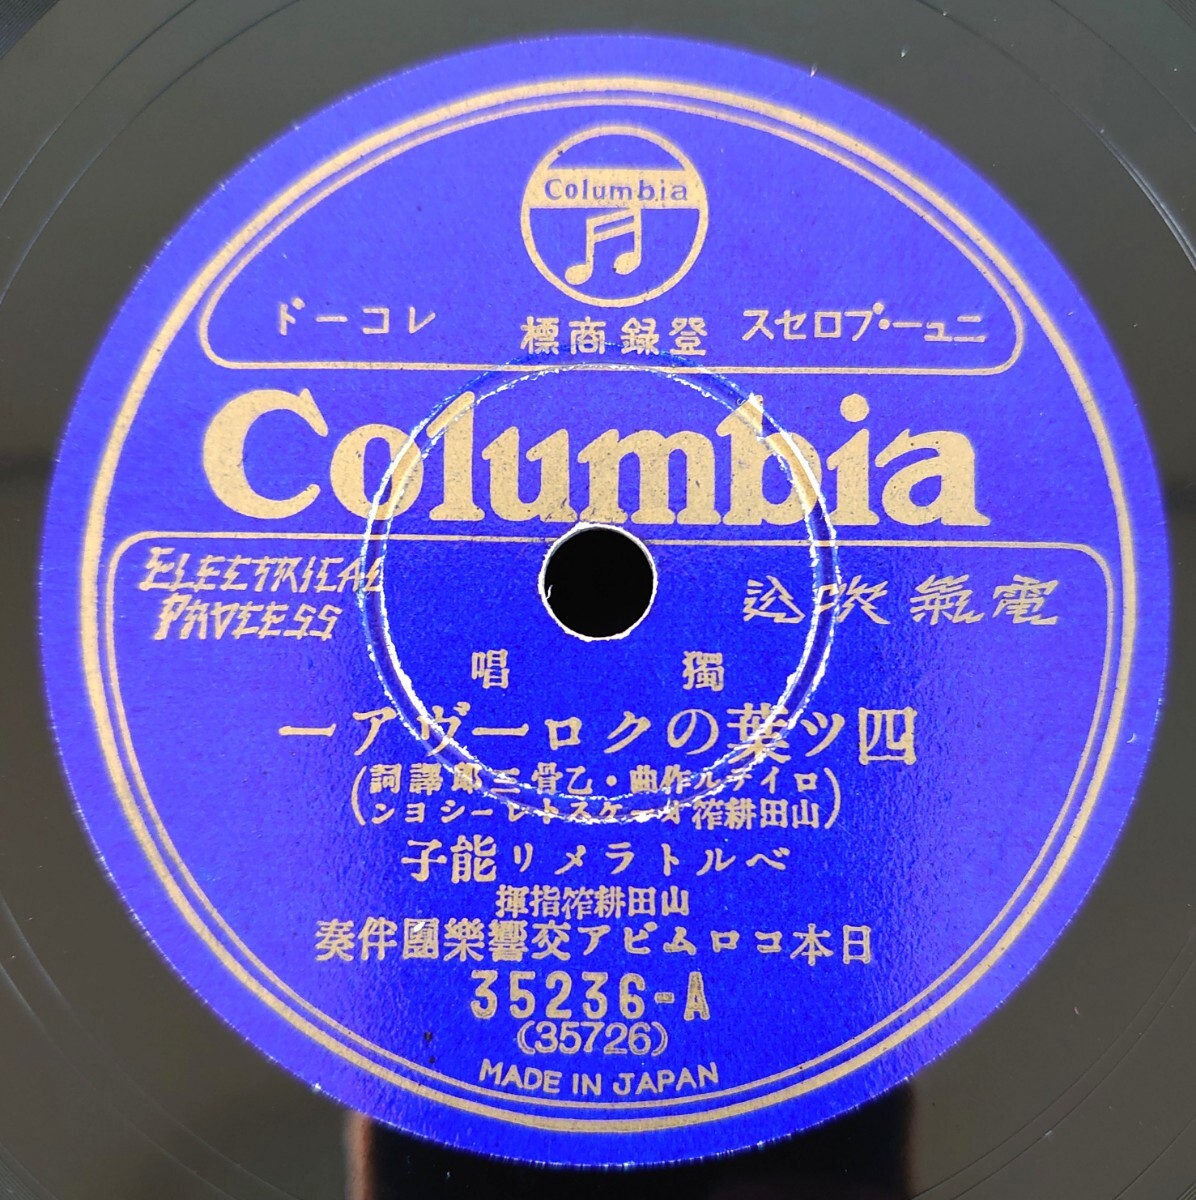 Columbia
ニュー・プロセス 登録商標 レコード
Columbia
ELECTRICAL
PROCESS
電氣吹込
獨唱
四ッ葉のクローヴアー
(ロイテル作曲・乙骨三郎譯詞
山田耕筰オーケストレーシヨン)
ベルトラメリ能子
山田耕筰指揮
日本コロムビア交響樂團伴奏
35236-A
(35726)
MADE IN JAPAN